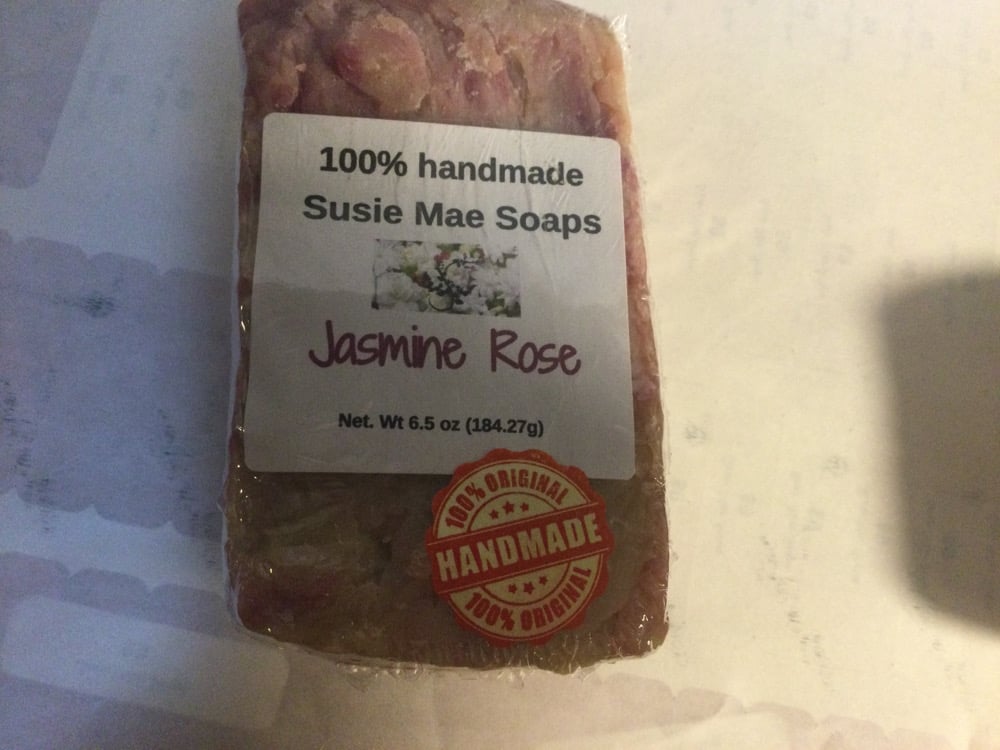 100% handmade
Susie Mae Soaps
Jasmine Rose
Net. Wt 6.5 oz (184.27g)
100% ORIGINAL
HANDMADE
100% ORIGINAL